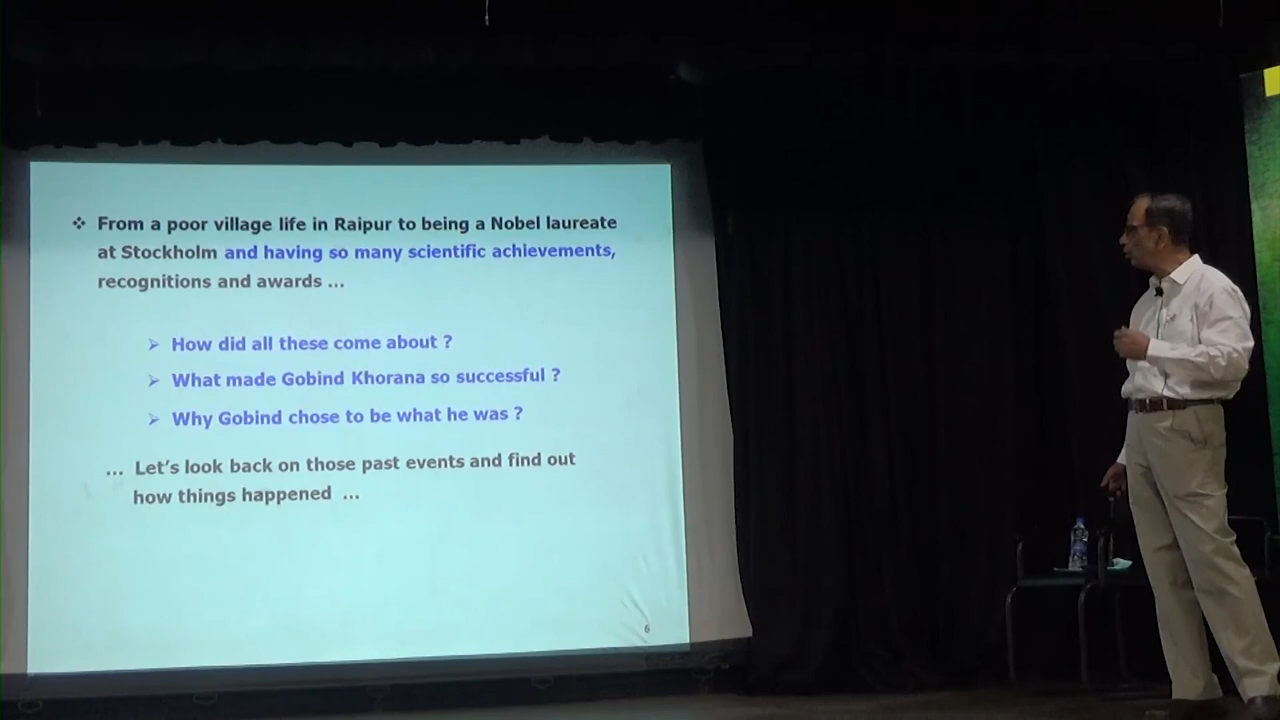 ❖ From a poor village life in Raipur to being a Nobel laureate
at Stockholm and having so many scientific achievements,
recognitions and awards ...
➢ How did all these come about ?
➢ What made Gobind Khorana so successful ?
➢ Why Gobind chose to be what he was ?
... Let's look back on those past events and find out
how things happened ...
6